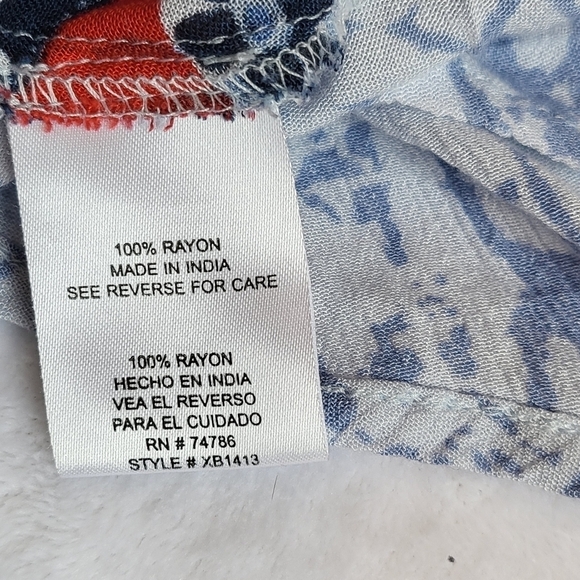 100% RAYON
MADE IN INDIA
SEE REVERSE FOR CARE
100% RAYON
HECHO EN INDIA
VEA EL REVERSO
PARA EL CUIDADO
RN # 74786
STYLE # XB1413